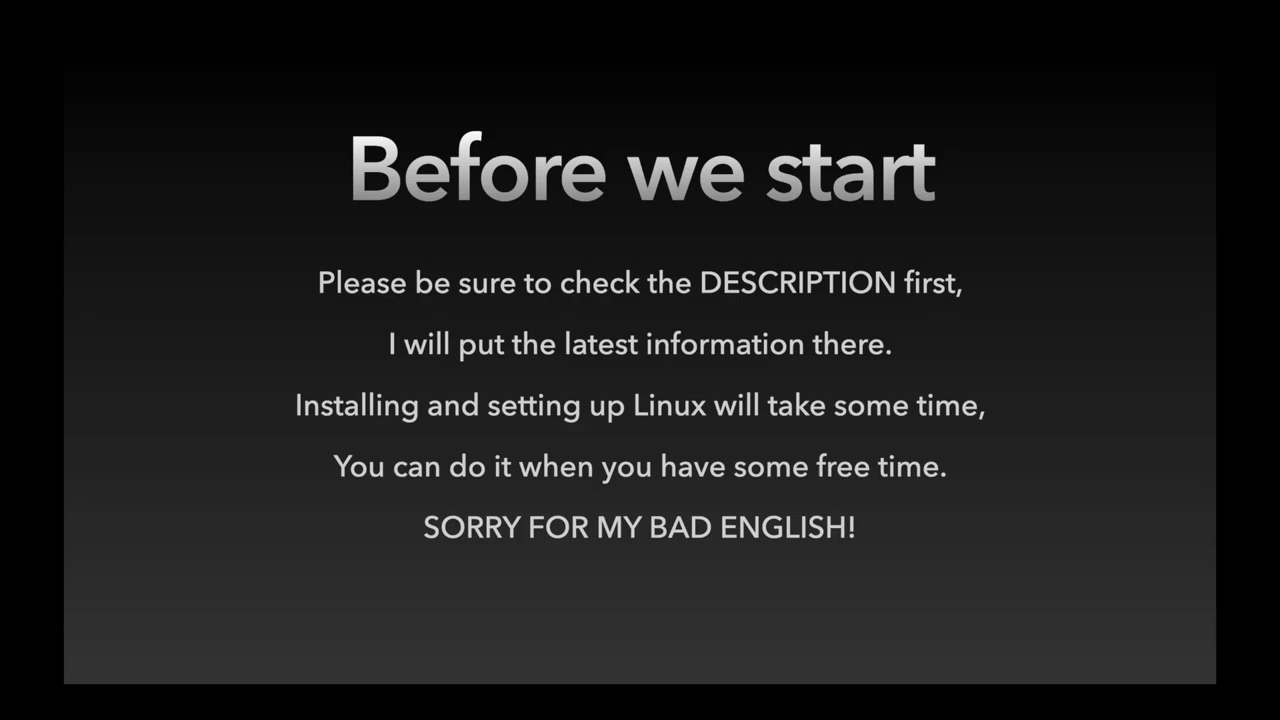 Before we start
Please be sure to check the DESCRIPTION first,
I will put the latest information there.
Installing and setting up Linux will take some time,
You can do it when you have some free time.
SORRY FOR MY BAD ENGLISH!